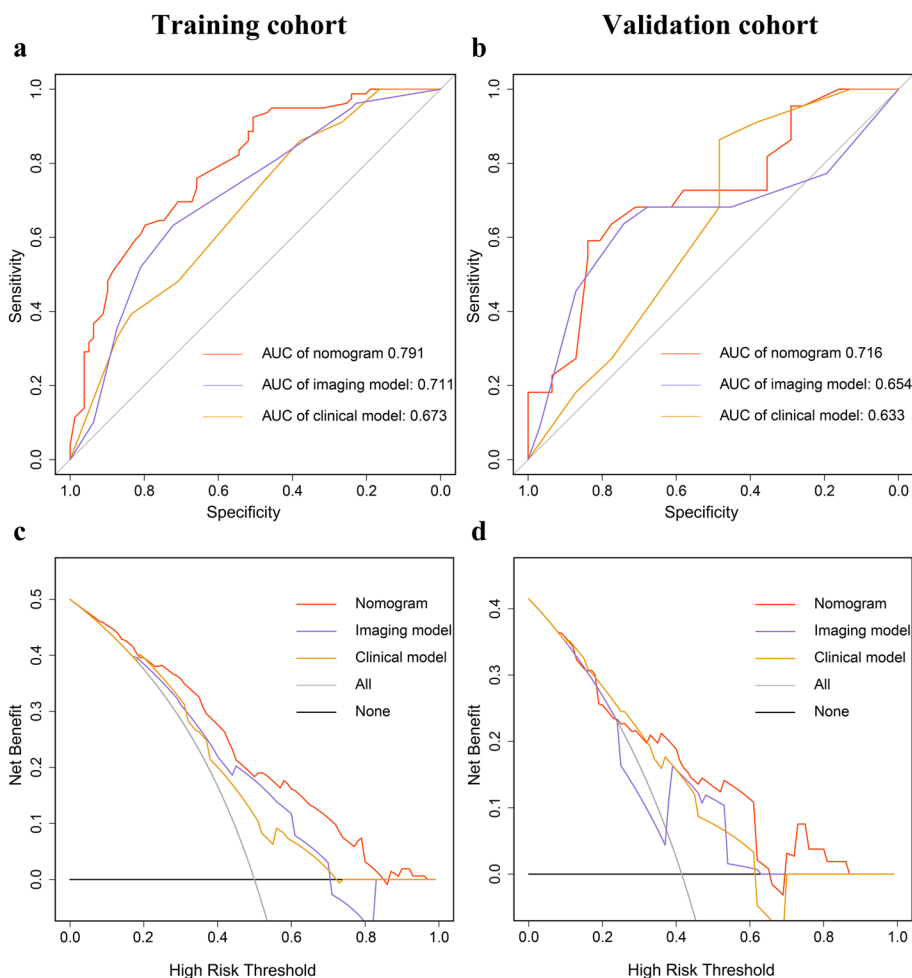 Training cohort
Validation cohort
a
1.0
0.8
0.6
0.4
0.2
0.0
Sensitivity
AUC of nomogram 0.791
AUC of imaging model: 0.711
AUC of clinical model: 0.673
1.0 0.8 0.6 0.4 0.2 0.0
Specificity
b
1.0
0.8
0.6
0.4
0.2
0.0
Sensitivity
AUC of nomogram 0.716
AUC of imaging model: 0.654
AUC of clinical model: 0.633
1.0 0.8 0.6 0.4 0.2 0.0
Specificity
c
0.5
0.4
0.3
0.2
0.1
0.0
Net Benefit
Nomogram
Imaging model
Clinical model
All
None
0.0 0.2 0.4 0.6 0.8 1.0
High Risk Threshold
d
0.4
0.3
0.2
0.1
0.0
Net Benefit
Nomogram
Imaging model
Clinical model
All
None
0.0 0.2 0.4 0.6 0.8 1.0
High Risk Threshold